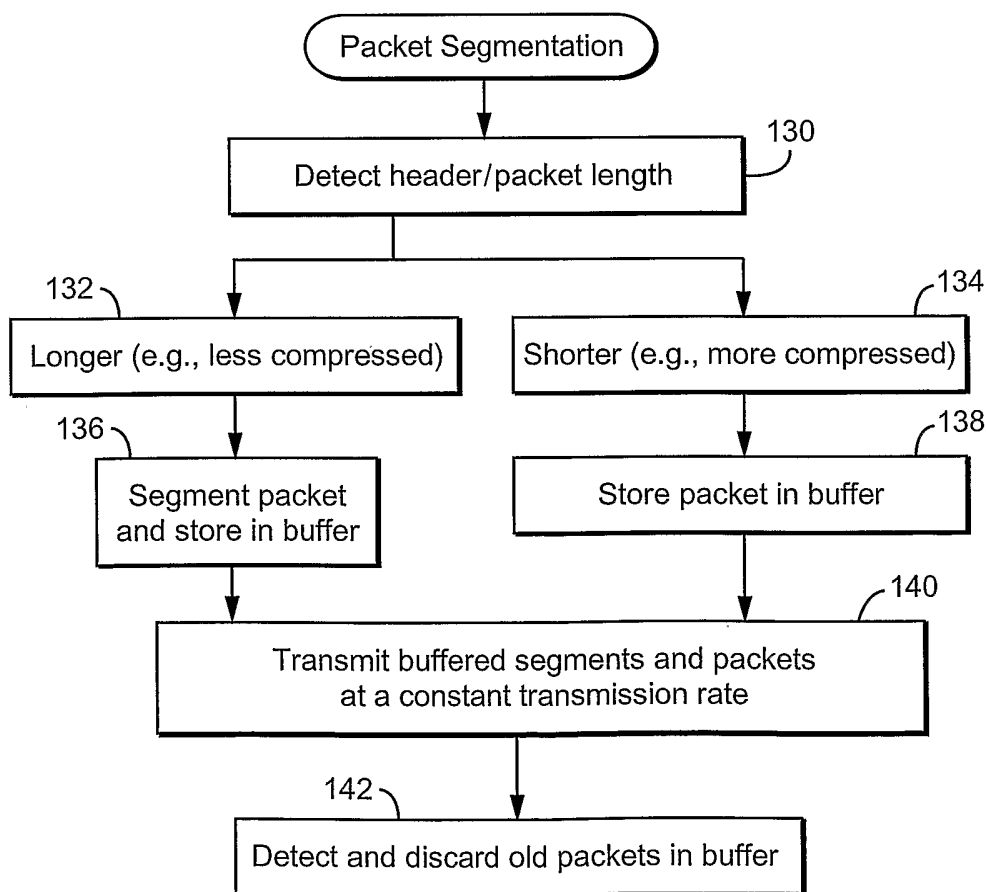 Packet Segmentation
130
Detect header/packet length
132
134
Longer (e.g., less compressed)
Shorter (e.g., more compressed)
136
138
Segment packet
and store in buffer
Store packet in buffer
140
Transmit buffered segments and packets
at a constant transmission rate
142
Detect and discard old packets in buffer